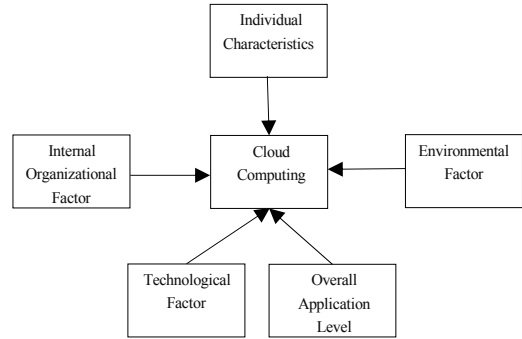 Individual
Characteristics
Internal
Organizational
Factor
Cloud
Computing
Environmental
Factor
Technological
Factor
Overall
Application
Level